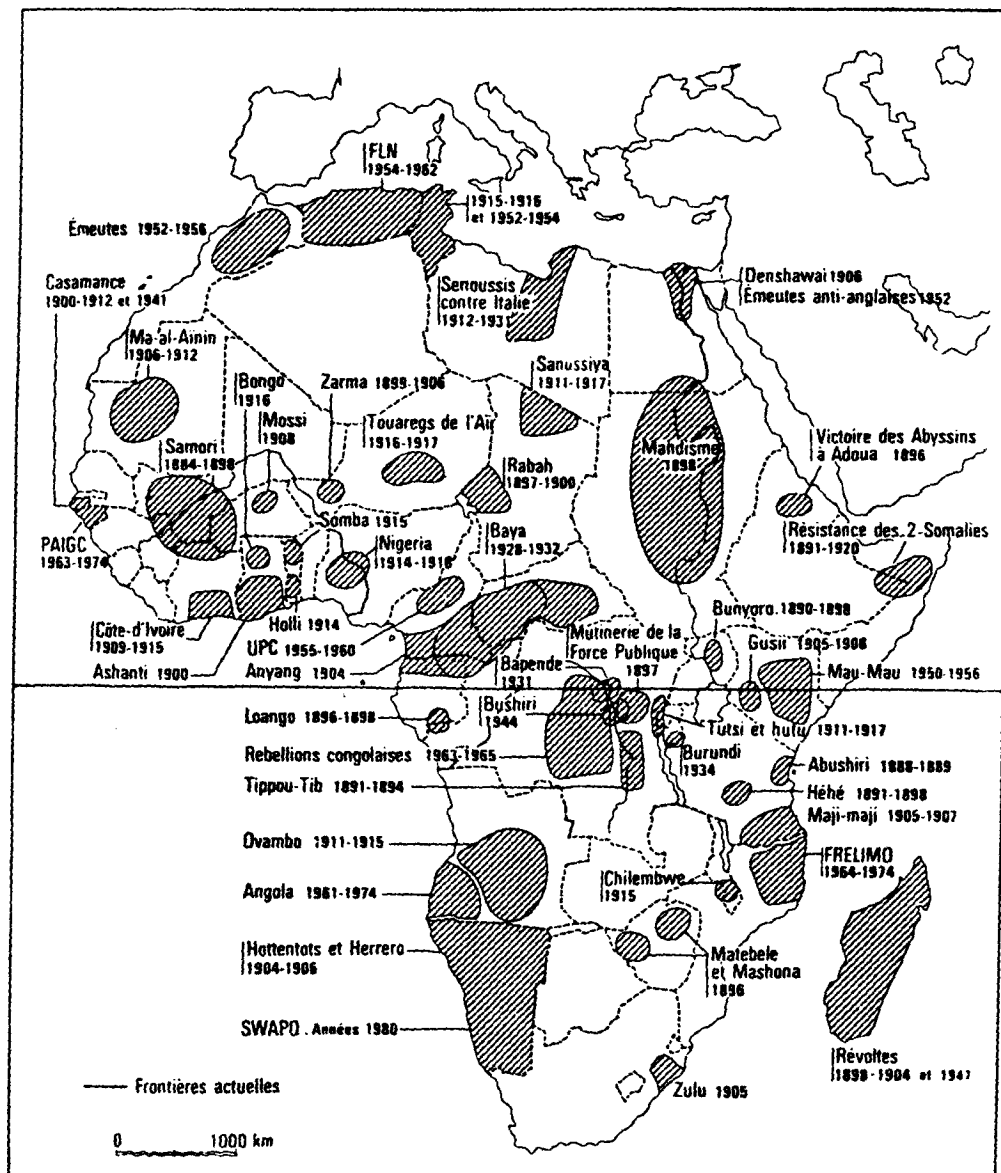 FLN
1954-1962
1915-1916
et 1952-1954
Émeutes 1952-1956
Casamance
1900-1912 et 1941
Senoussis
contre Italie
1912-1931
Denshawai 1906
Émeutes anti-anglaises 1952
Ma-al-Aïnin
1906-1912
Bongo
1916
Zarma 1899-1906
Sanussiya
1911-1917
Mossi
1908
Touaregs de l'Aïr
1916-1917
Samori
1884-1898
Rabah
1897-1900
Mahdisme
1898
Victoire des Abyssins
à Adoua 1896
Somba 1915
PAIGC
1963-1974
Nigeria
1914-1918
Baya
1928-1932
Résistance des 2-Somalies
1891-1920
Côte-d'Ivoire
1909-1915
Holli 1914
UPC 1955-1960
Ashanti 1900
Anyang 1904
Bunyoro 1890-1898
Mutinerie de la
Force Publique
1897
Gusii 1905-1908
Bapende
1931
Mau-Mau 1950-1956
Loango 1896-1898
Bushiri
1944
Tutsi et hutu 1911-1917
Rebellions congolaises 1963-1965
Burundi
1934
Abushiri 1888-1889
Tippou-Tib 1891-1894
Héhé 1891-1898
Maji-maji 1905-1907
Ovambo 1911-1915
FRELIMO
1964-1974
Chilembwe
1915
Angola 1961-1974
Hottentots et Herrero
1904-1906
Matebele
et Mashona
1896
SWAPO . Années 1980
Révoltes
1898-1904 et 1947
Frontières actuelles
Zulu 1905
0 1000 km